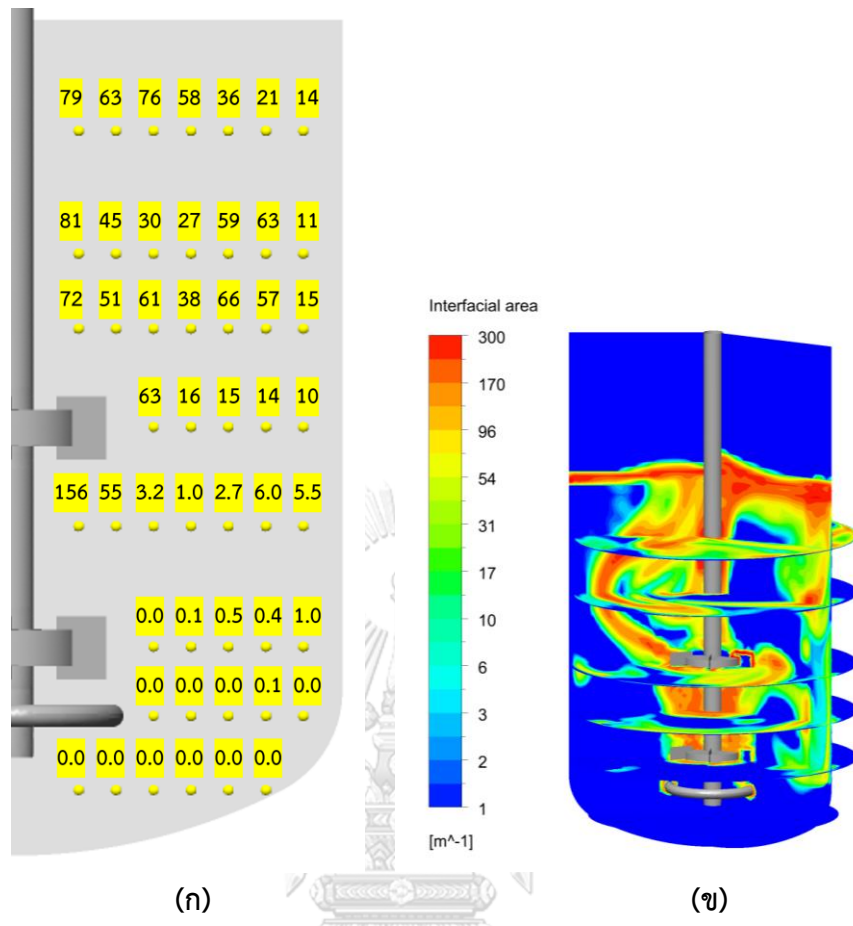 79 63 76 58 36 21 14
81 45 30 27 59 63 11
72 51 61 38 66 57 15
63 16 15 14 10
156 55 3.2 1.0 2.7 6.0 5.5
0.0 0.1 0.5 0.4 1.0
0.0 0.0 0.0 0.1 0.0
0.0 0.0 0.0 0.0 0.0 0.0
(ก)
Interfacial area
300
170
96
54
31
17
10
6
3
2
1
[m^-1]
(ข)